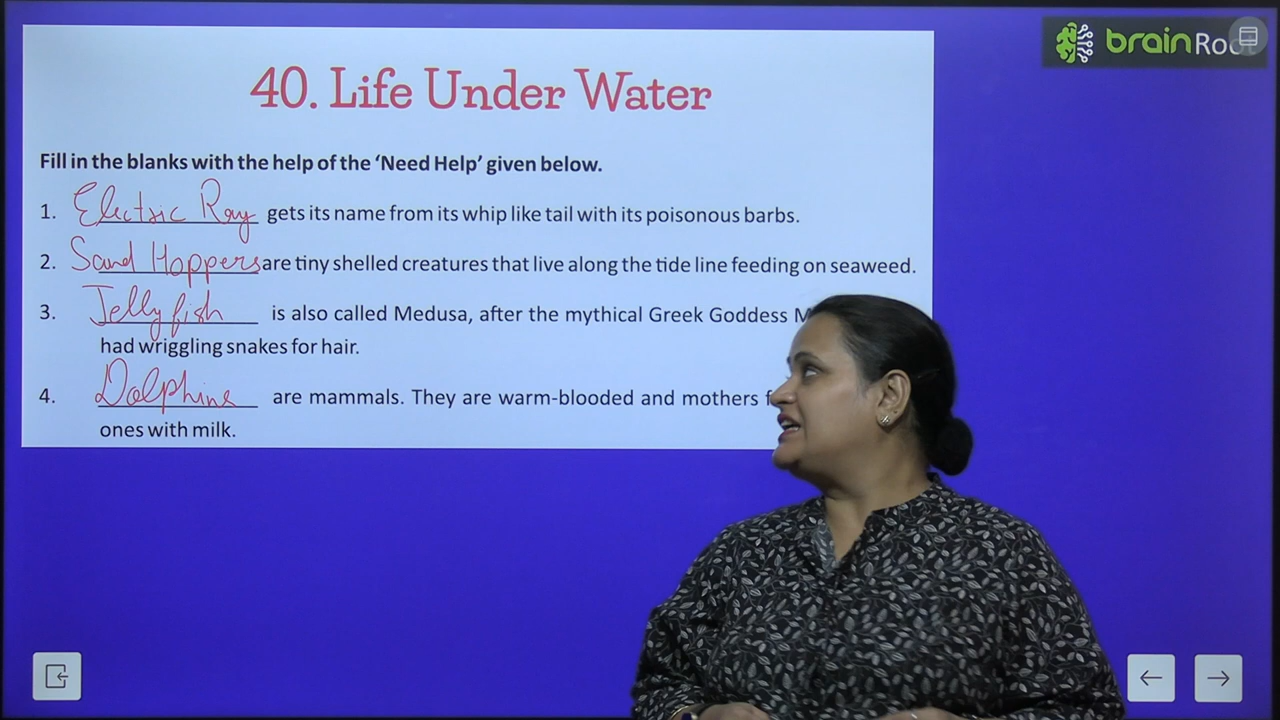 brainRoo
40. Life Under Water
Fill in the blanks with the help of the ‘Need Help’ given below.
1. Electric Ray gets its name from its whip like tail with its poisonous barbs.
2. Sand Hoppers are tiny shelled creatures that live along the tide line feeding on seaweed.
3. Jelly fish is also called Medusa, after the mythical Greek Goddess
had wriggling snakes for hair.
4. Dolphins are mammals. They are warm-blooded and mothers
ones with milk.